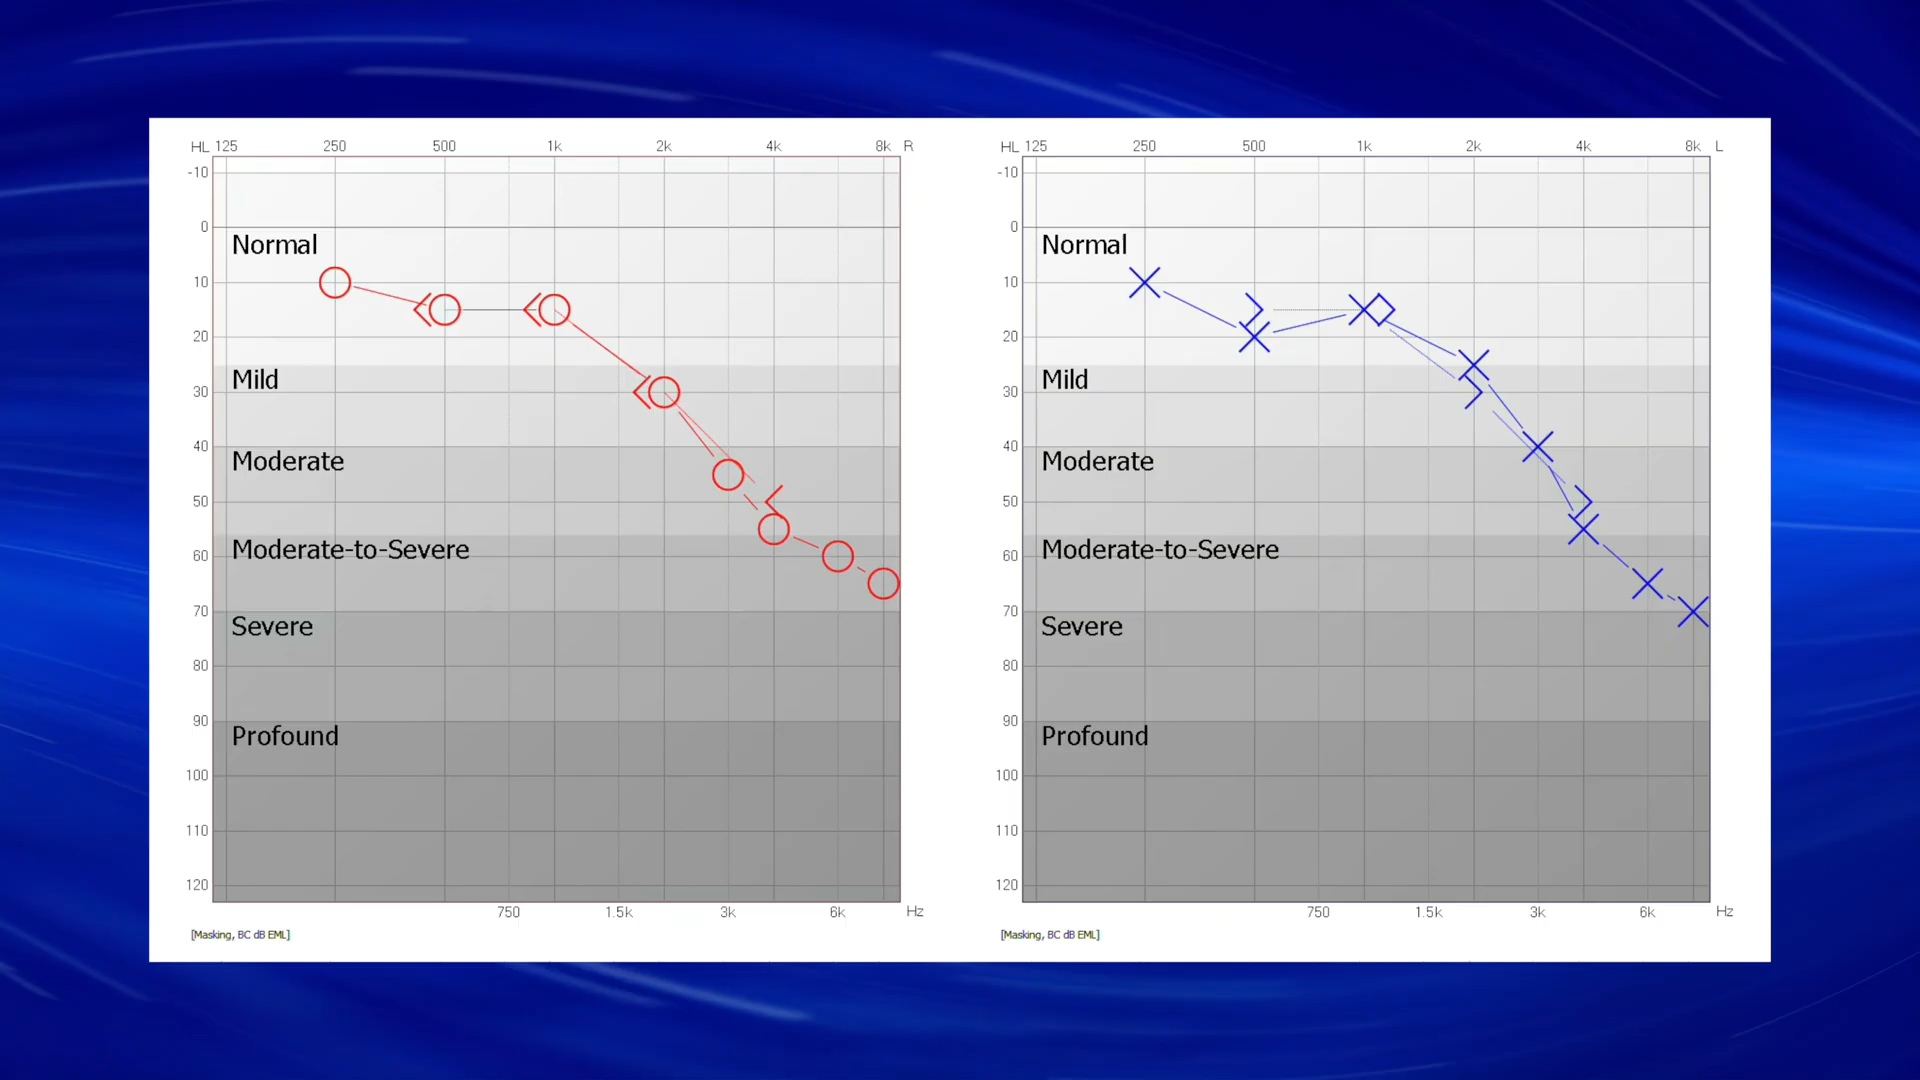 HL 125 250 500 1k 2k 4k 8k R
-10
0
Normal
10
20
Mild
30
40
Moderate
50
Moderate-to-Severe
60
70
Severe
80
90
Profound
100
110
120
750 1.5k 3k 6k Hz
[Masking, BC dB EML]
HL 125 250 500 1k 2k 4k 8k L
-10
0
Normal
10
20
Mild
30
40
Moderate
50
Moderate-to-Severe
60
70
Severe
80
90
Profound
100
110
120
750 1.5k 3k 6k Hz
[Masking, BC dB EML]